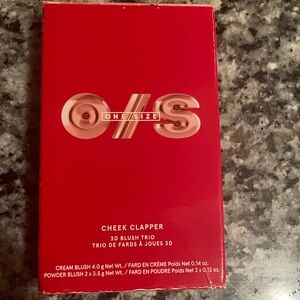 O/S
ONE/SIZE
CHEEK CLAPPER
3D BLUSH TRIO
TRIO DE FARDS À JOUES 3D
CREAM BLUSH 4.0 g Net Wt. / FARD EN CRÈME Poids Net 0.14 oz.
POWDER BLUSH 2 x 3.6 g Net Wt. / FARD EN POUDRE Poids Net 2 x 0.12 oz.